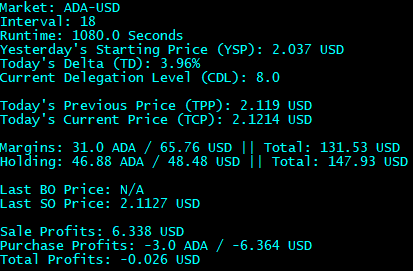 Market: ADA-USD
Interval: 18
Runtime: 1080.0 Seconds
Yesterday's Starting Price (YSP): 2.037 USD
Today's Delta (TD): 3.96%
Current Delegation Level (CDL): 8.0
Today's Previous Price (TPP): 2.119 USD
Today's Current Price (TCP): 2.1214 USD
Margins: 31.0 ADA / 65.76 USD || Total: 131.53 USD
Holding: 46.88 ADA / 48.48 USD || Total: 147.93 USD
Last BO Price: N/A
Last SO Price: 2.1127 USD
Sale Profits: 6.338 USD
Purchase Profits: -3.0 ADA / -6.364 USD
Total Profits: -0.026 USD